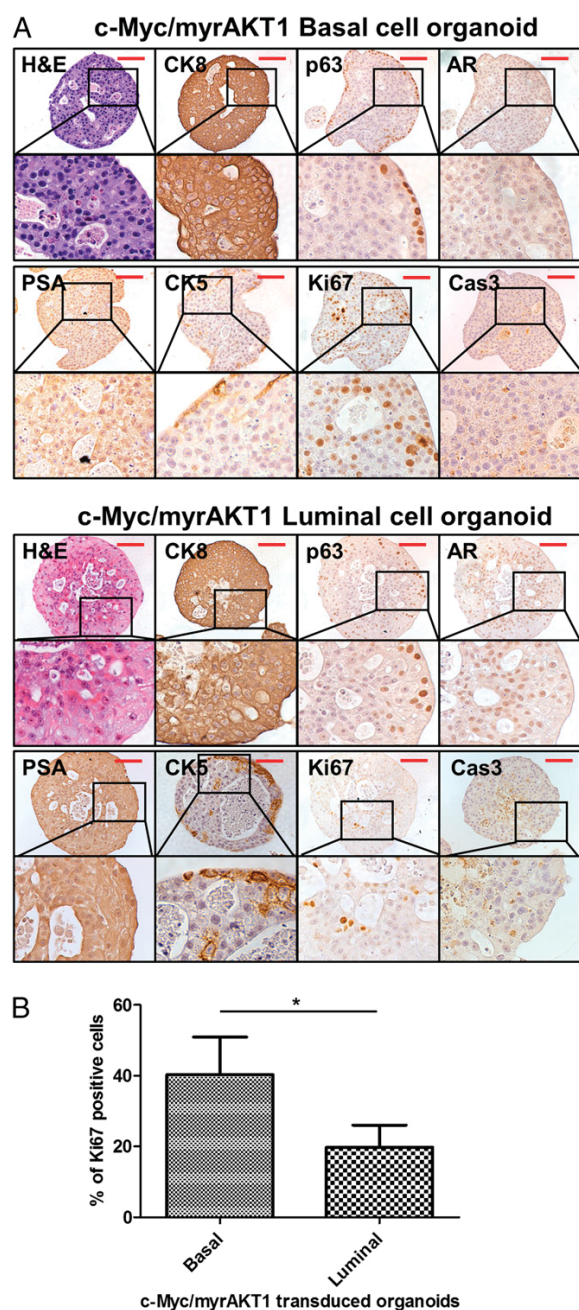 A
c-Myc/myrAKT1 Basal cell organoid
H&E CK8 p63 AR
PSA CK5 Ki67 Cas3
c-Myc/myrAKT1 Luminal cell organoid
H&E CK8 p63 AR
PSA CK5 Ki67 Cas3
B
% of Ki67 positive cells
60
40
20
0
*
Basal Luminal
c-Myc/myrAKT1 transduced organoids